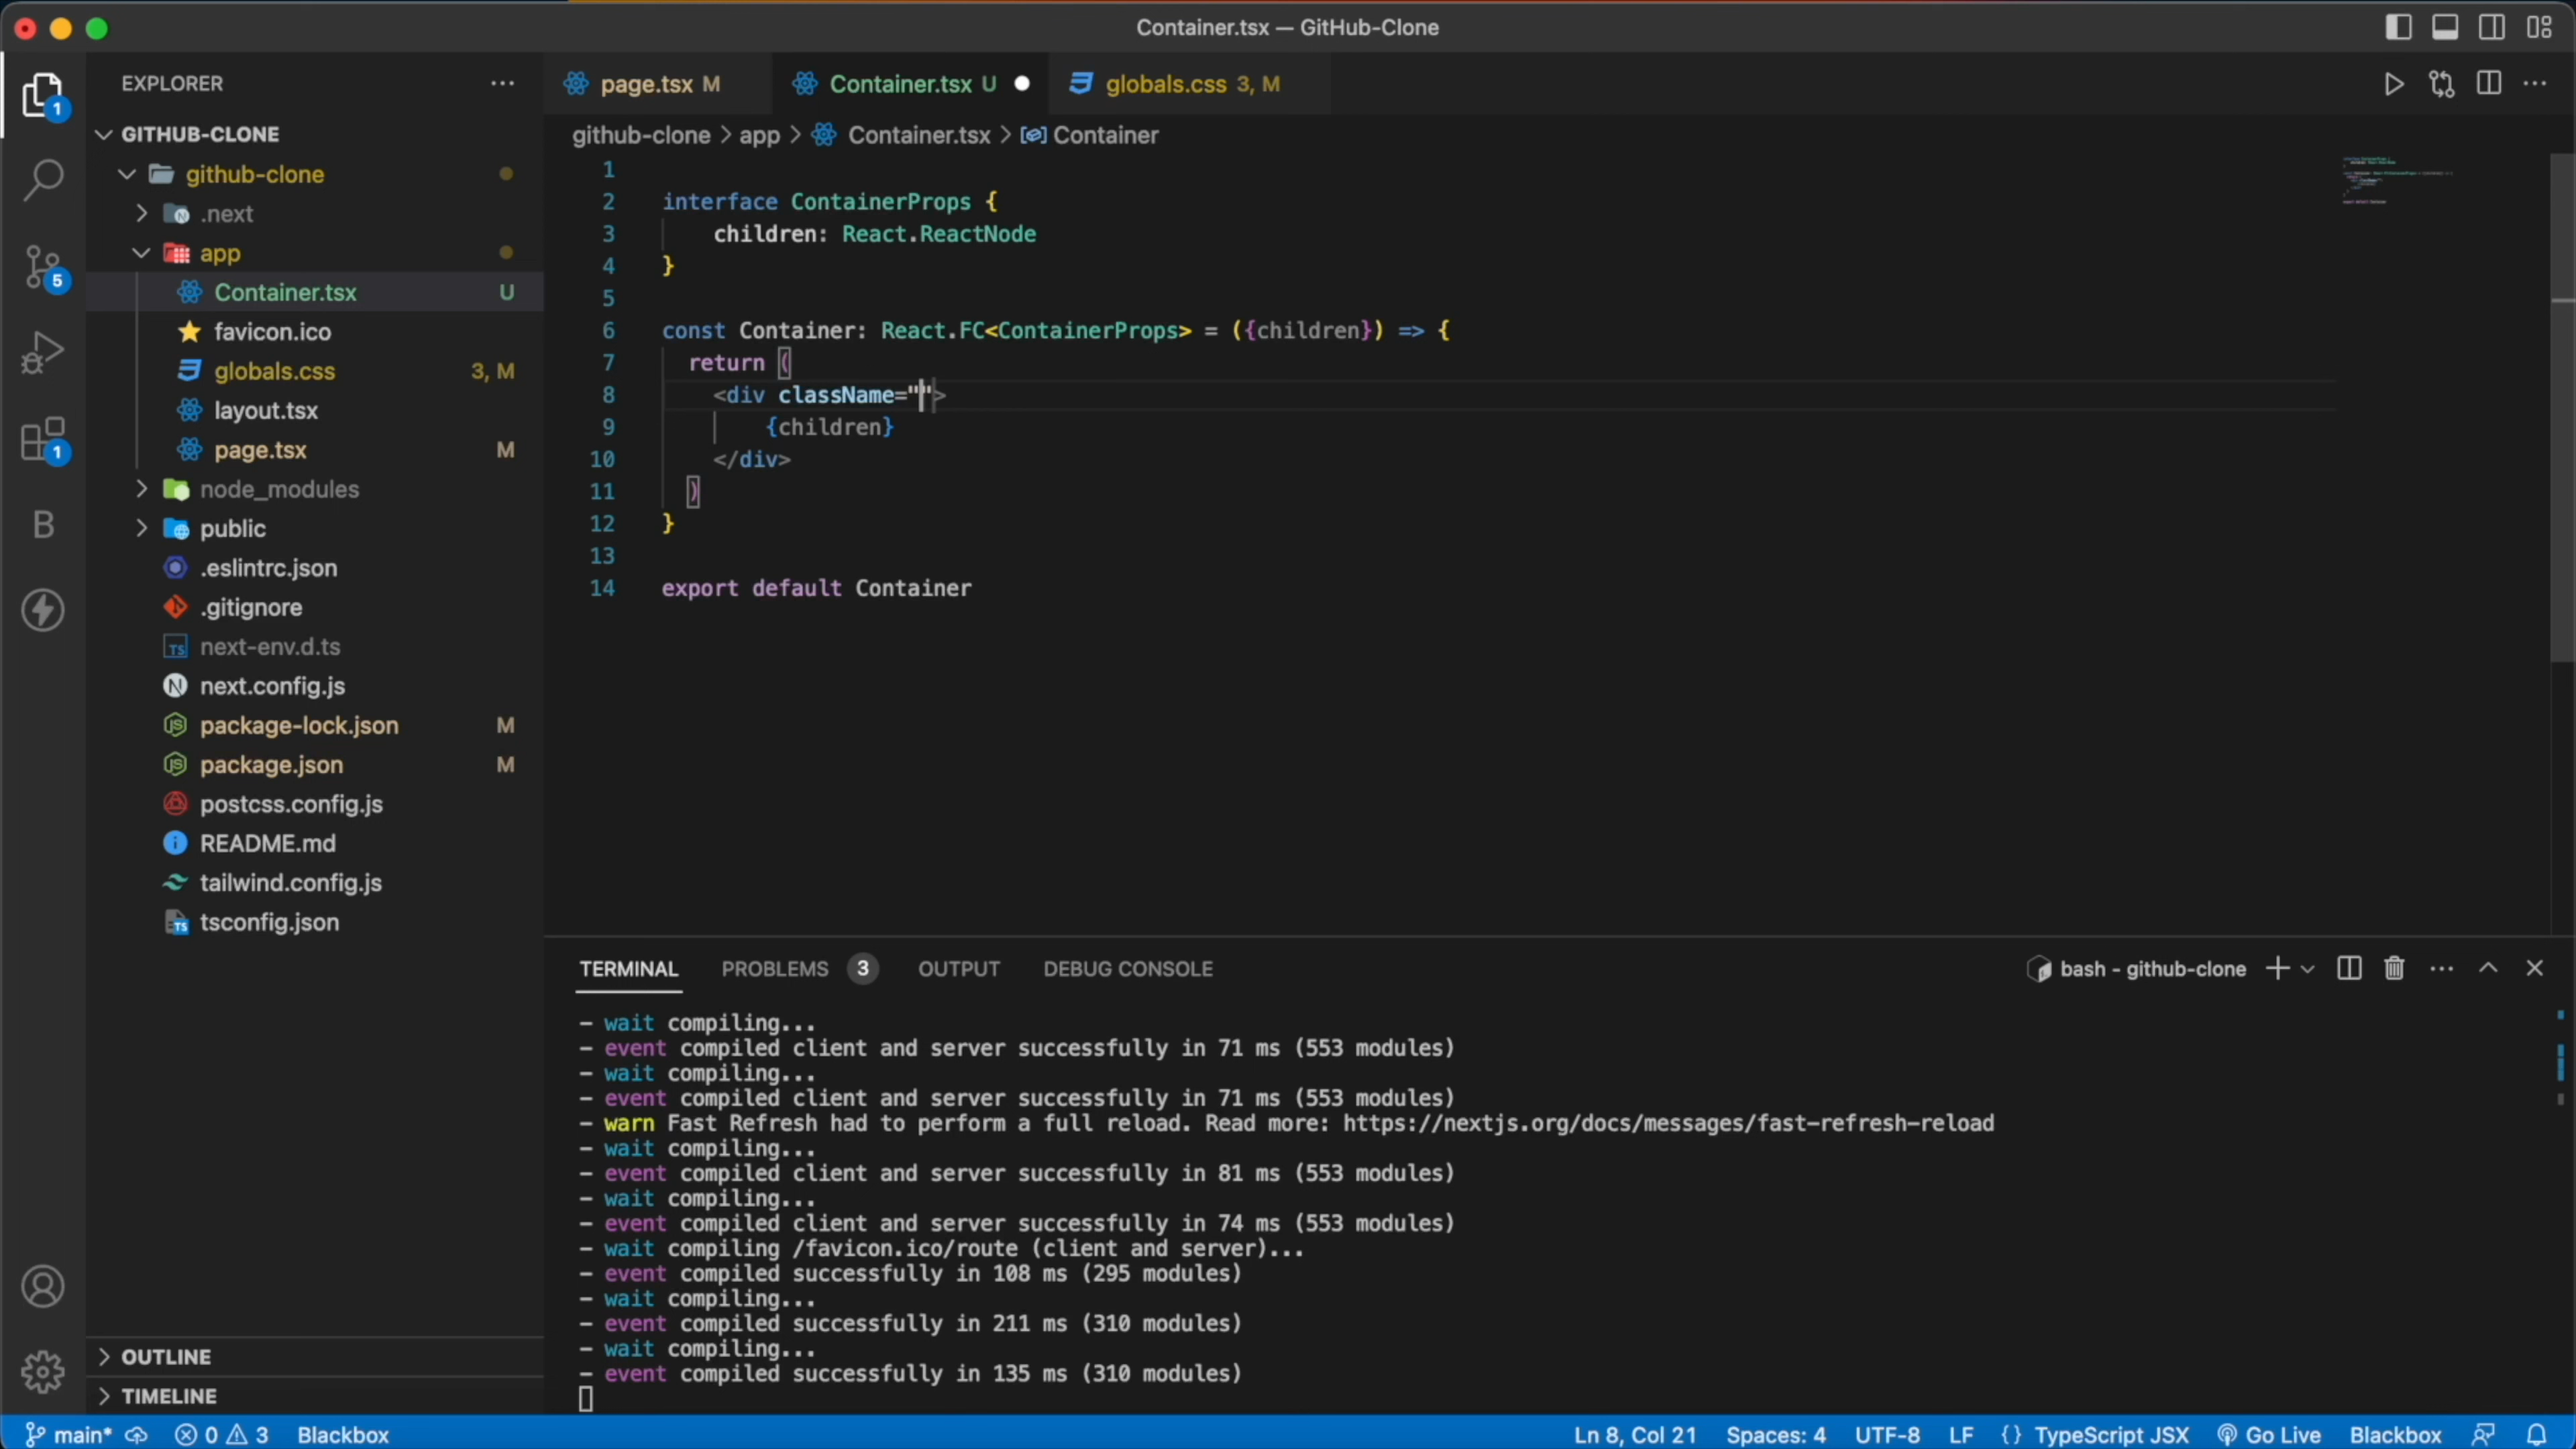 Container.tsx — GitHub-Clone
EXPLORER
GITHUB-CLONE
github-clone
.next
app
Container.tsx U
favicon.ico
globals.css 3, M
layout.tsx
page.tsx M
node_modules
public
.eslintrc.json
.gitignore
next-env.d.ts
next.config.js
package-lock.json M
package.json M
postcss.config.js
README.md
tailwind.config.js
tsconfig.json
OUTLINE
TIMELINE
1
5
1
B
page.tsx M
Container.tsx U
globals.css 3, M
github-clone > app > Container.tsx > Container
1
2 interface ContainerProps {
3 children: React.ReactNode
4 }
5
6 const Container: React.FC<ContainerProps> = ({children}) => {
7 return (
8 <div className="">
9 {children}
10 </div>
11 )
12 }
13
14 export default Container
TERMINAL PROBLEMS 3 OUTPUT DEBUG CONSOLE
bash - github-clone
- wait compiling...
- event compiled client and server successfully in 71 ms (553 modules)
- wait compiling...
- event compiled client and server successfully in 71 ms (553 modules)
- warn Fast Refresh had to perform a full reload. Read more: https://nextjs.org/docs/messages/fast-refresh-reload
- wait compiling...
- event compiled client and server successfully in 81 ms (553 modules)
- wait compiling...
- event compiled client and server successfully in 74 ms (553 modules)
- wait compiling /favicon.ico/route (client and server)...
- event compiled successfully in 108 ms (295 modules)
- wait compiling...
- event compiled successfully in 211 ms (310 modules)
- wait compiling...
- event compiled successfully in 135 ms (310 modules)
main* 0 3 Blackbox
Ln 8, Col 21 Spaces: 4 UTF-8 LF {} TypeScript JSX Go Live Blackbox